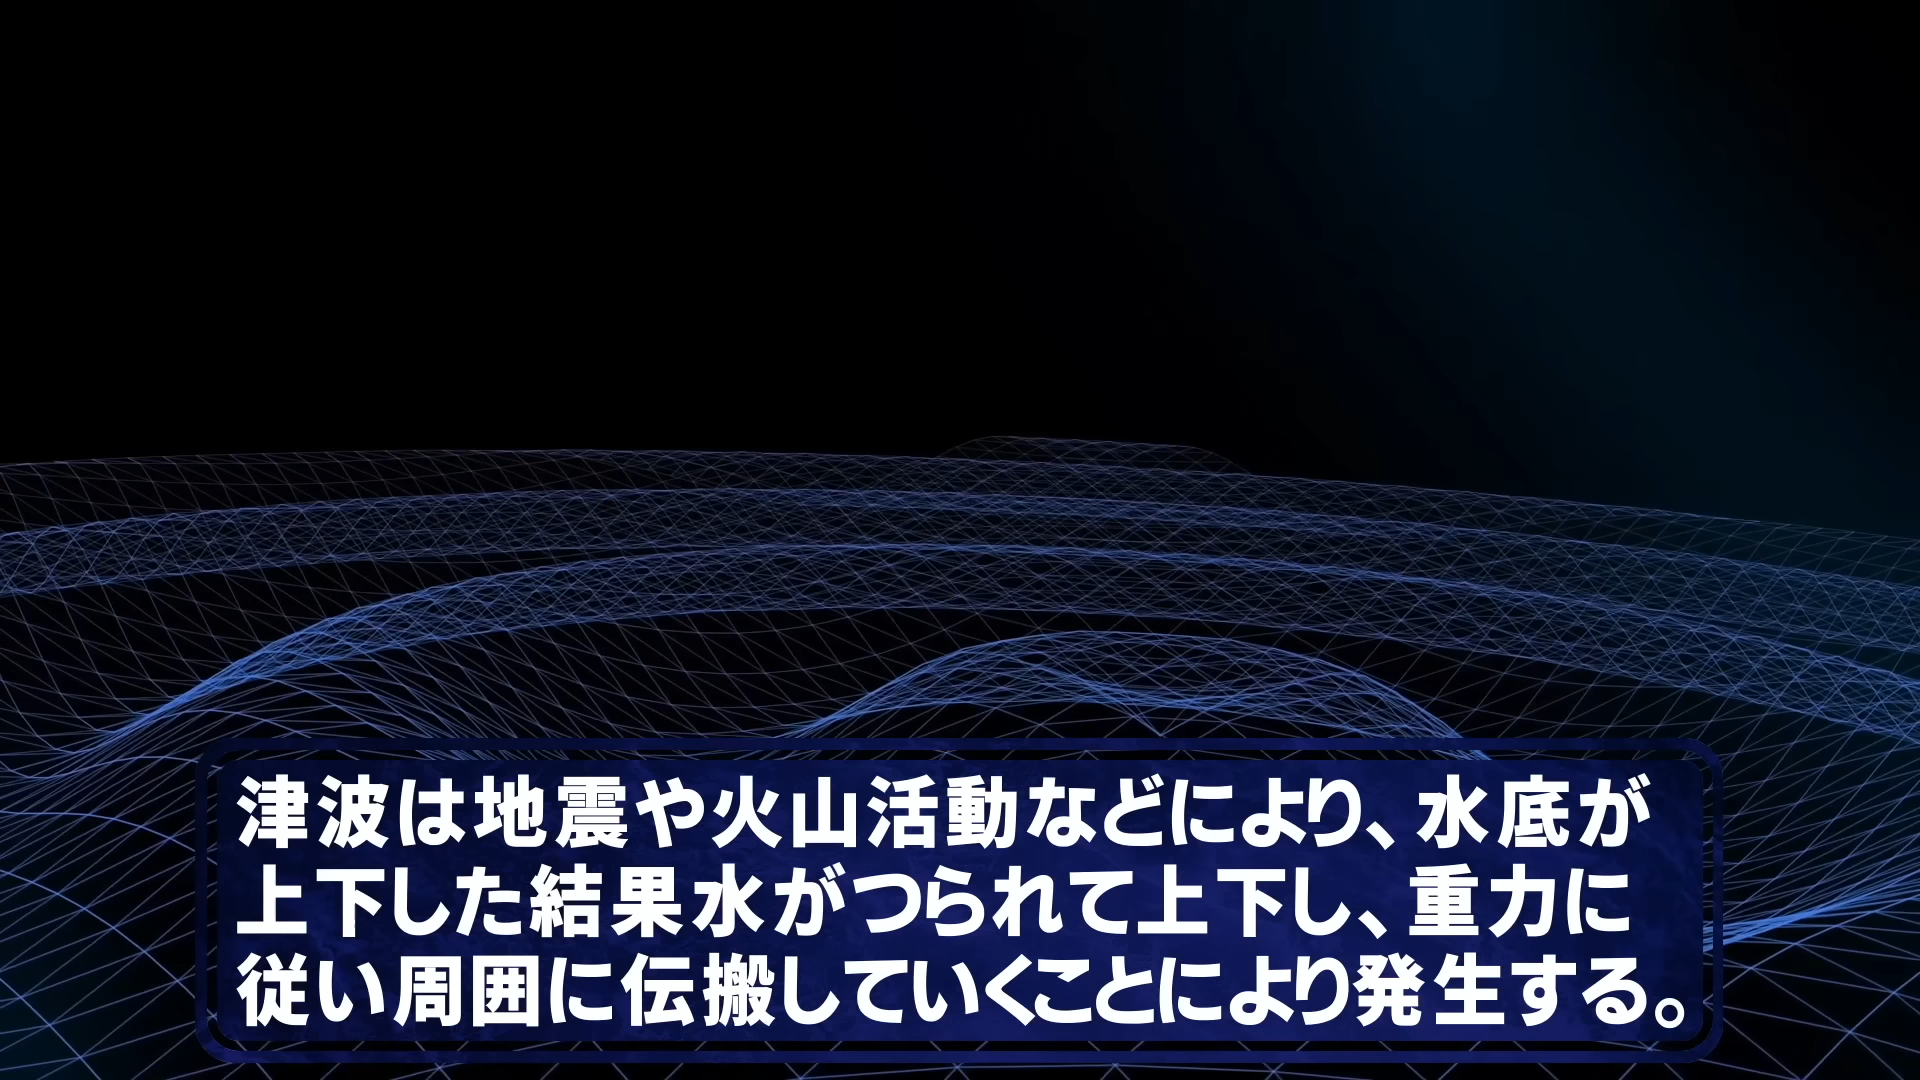 津波は地震や火山活動などにより、水底が
上下した結果水がつられて上下し、重力に
従い周囲に伝搬していくことにより発生する。